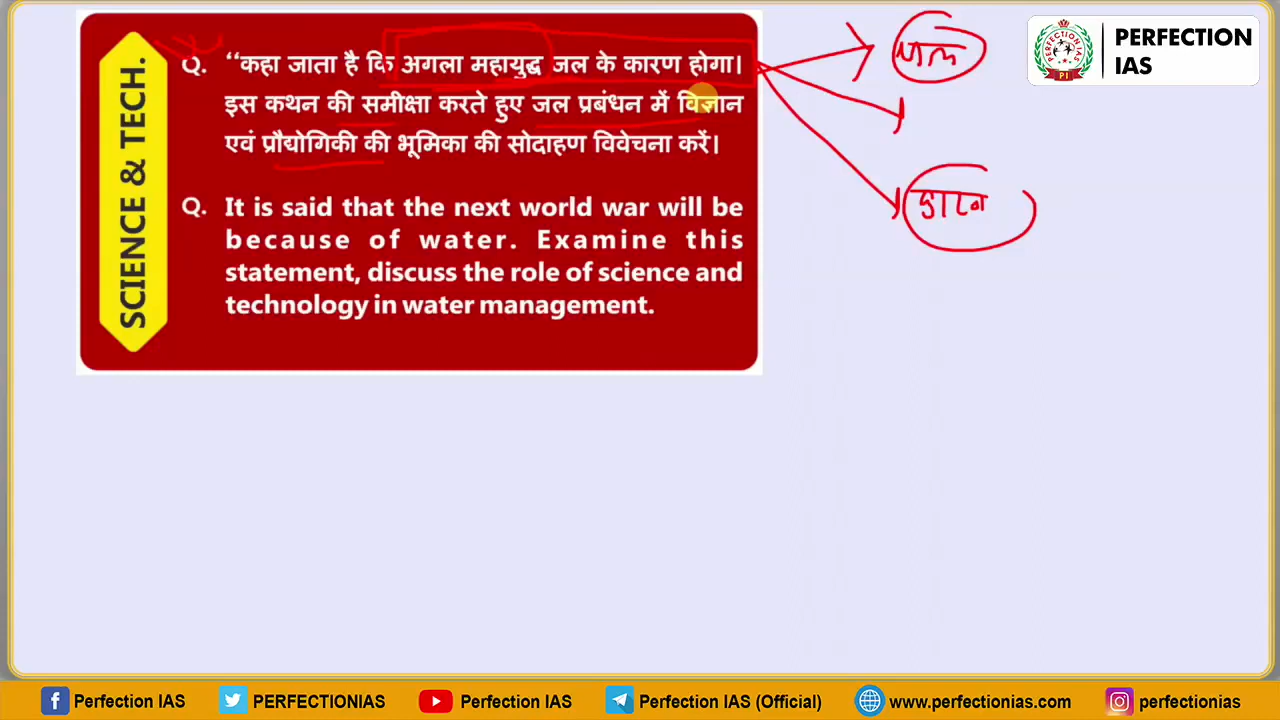 PERFECTION
IAS
SCIENCE & TECH.
Q. “कहा जाता है कि अगला महायुद्ध जल के कारण होगा।
इस कथन की समीक्षा करते हुए जल प्रबंधन में विज्ञान
एवं प्रौद्योगिकी की भूमिका की सोदाहण विवेचना करें।
Q. It is said that the next world war will be
because of water. Examine this
statement, discuss the role of science and
technology in water management.
Perfection IAS
PERFECTIONIAS
Perfection IAS
Perfection IAS (Official)
www.perfectionias.com
perfectionias